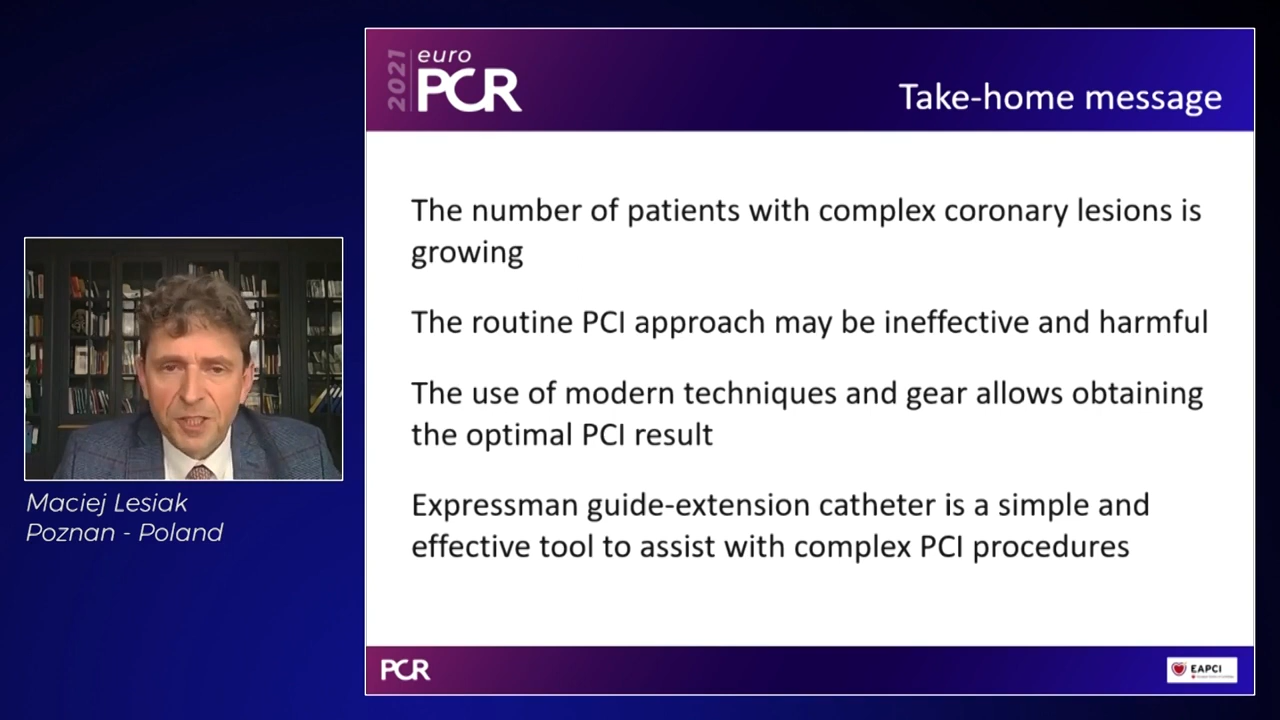 2021
euro
PCR
Take-home message
The number of patients with complex coronary lesions is
growing
The routine PCI approach may be ineffective and harmful
The use of modern techniques and gear allows obtaining
the optimal PCI result
Expressman guide-extension catheter is a simple and
effective tool to assist with complex PCI procedures
Maciej Lesiak
Poznan - Poland
PCR
EAPCI